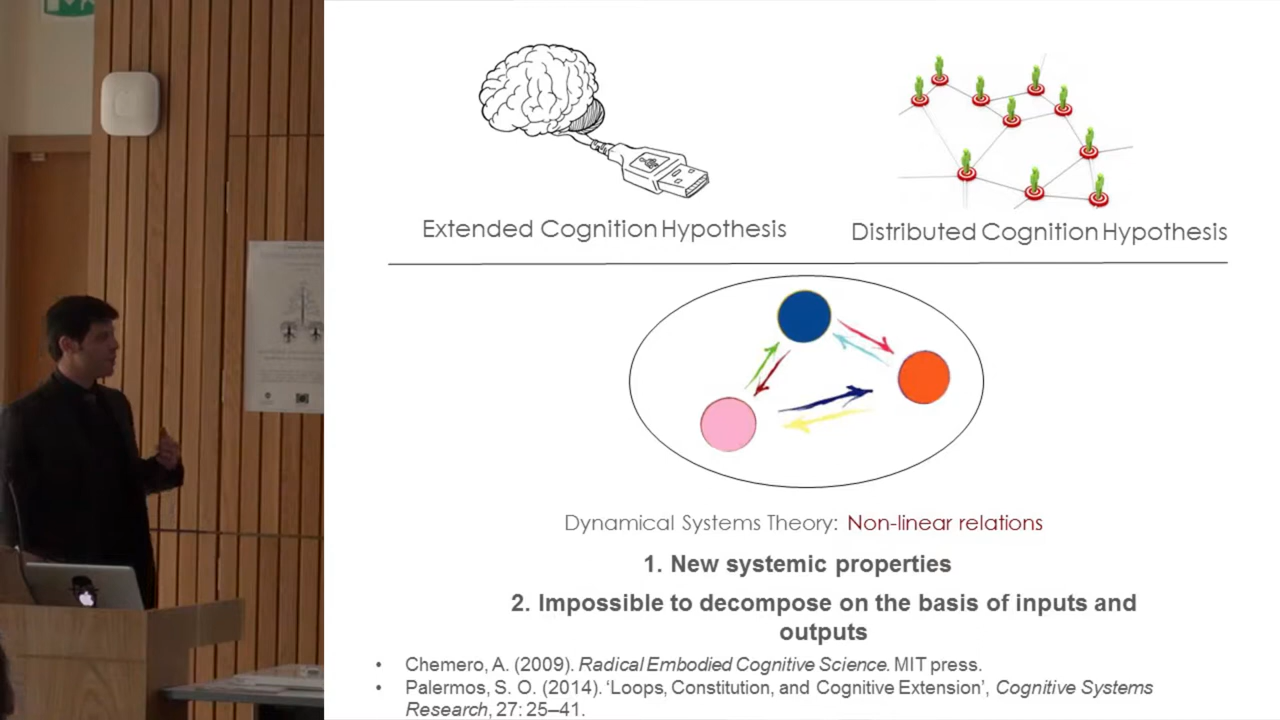 Extended Cognition Hypothesis
Distributed Cognition Hypothesis
Dynamical Systems Theory: Non-linear relations
1. New systemic properties
2. Impossible to decompose on the basis of inputs and
outputs
• Chemero, A. (2009). Radical Embodied Cognitive Science. MIT press.
• Palermos, S. O. (2014). ‘Loops, Constitution, and Cognitive Extension’, Cognitive Systems
Research, 27: 25–41.